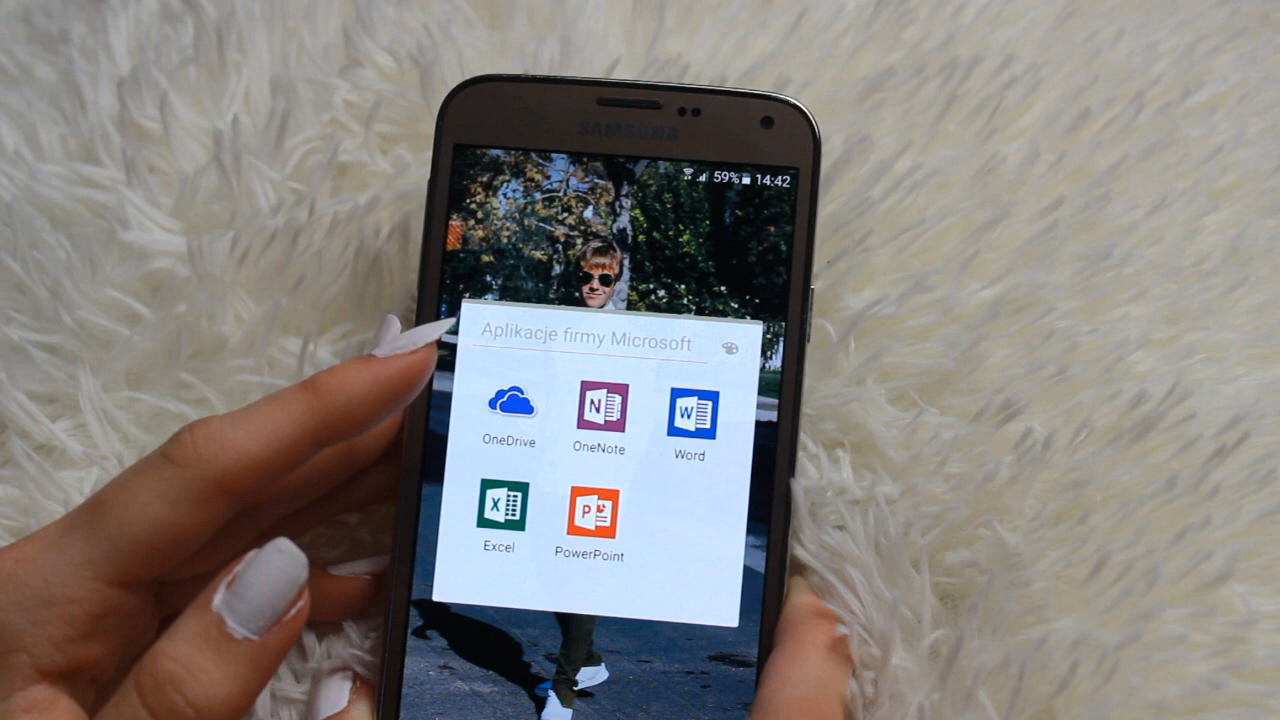 SAMSUNG
59% 14:42
Aplikacje firmy Microsoft
OneDrive
OneNote
Word
Excel
PowerPoint